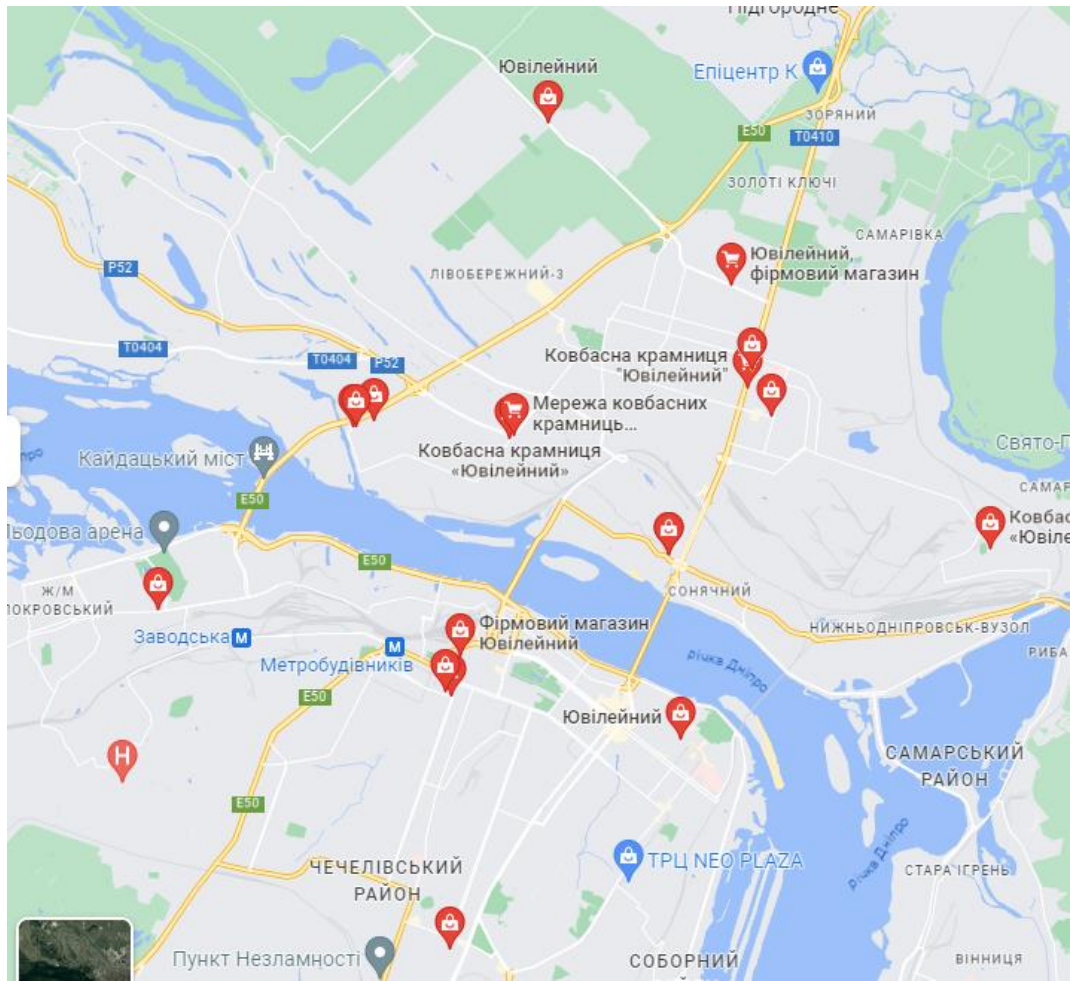 Підгородне
Ювілейний
Епіцентр К
ЗОРЯНИЙ
E50
T0410
ЗОЛОТІ КЛЮЧІ
САМАРІВКА
P52
ЛІВОБЕРЕЖНИЙ-3
Ювілейний,
фірмовий магазин
T0404
T0404
P52
Ковбасна крамниця
"Ювілейний"
Мережа ковбасних
крамниць...
Ковбасна крамниця
«Ювілейний»
Кайдацький міст
Свято-
E50
Ковбас
«Ювіле
арена
E50
Ж/М
ПОКРОВСЬКИЙ
СОНЯЧНИЙ
НИЖНЬОДНІПРОВСЬК-ВУЗОЛ
Заводська M
Фірмовий магазин
Ювілейний
M
Метробудівників
річка Дніпро
E50
Ювілейний
H
САМАРСЬКИЙ
РАЙОН
E50
ТРЦ NEO PLAZA
ЧЕЧЕЛІВСЬКИЙ
РАЙОН
річка Дніпро
СТАРА ІГРЕНЬ
Пункт Незламності
СОБОРНИЙ
ВІННИЦЯ